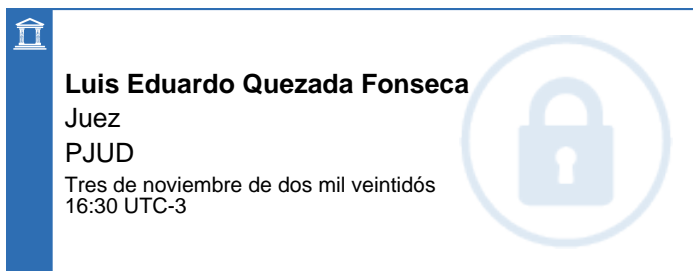 Luis Eduardo Quezada Fonseca
Juez
PJUD
Tres de noviembre de dos mil veintidós
16:30 UTC-3